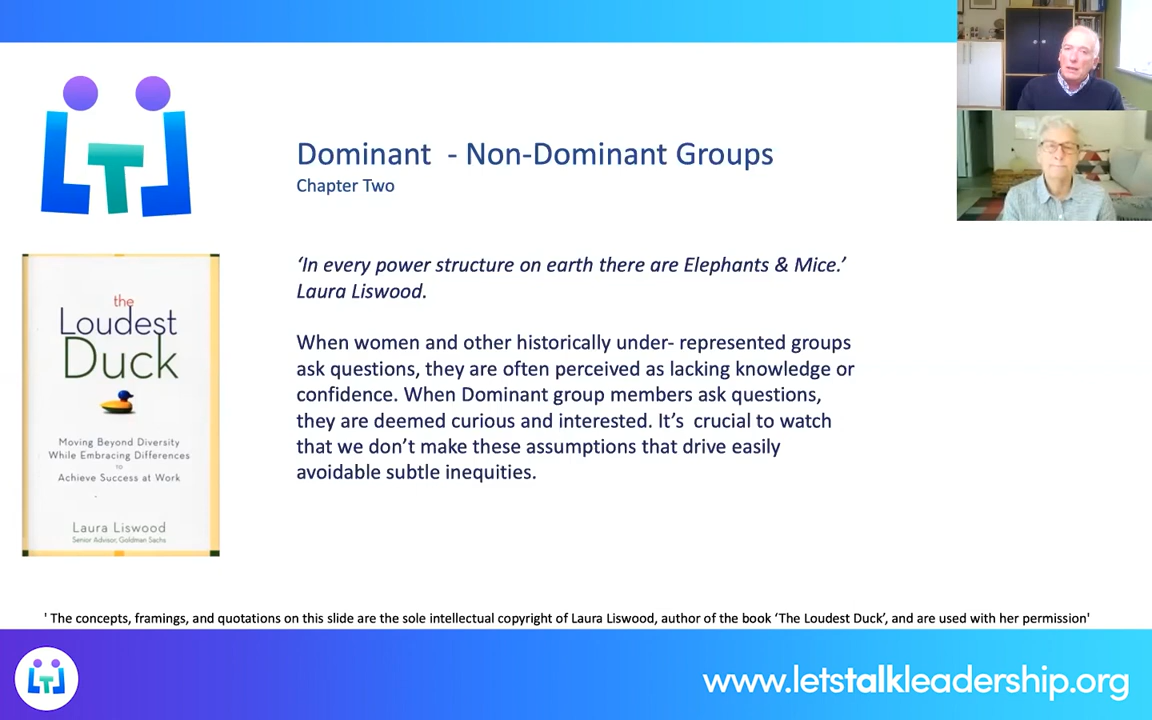 Dominant - Non-Dominant Groups
Chapter Two
‘In every power structure on earth there are Elephants & Mice.’
Laura Liswood.
When women and other historically under- represented groups
ask questions, they are often perceived as lacking knowledge or
confidence. When Dominant group members ask questions,
they are deemed curious and interested. It’s crucial to watch
that we don’t make these assumptions that drive easily
avoidable subtle inequities.
the
Loudest
Duck
Moving Beyond Diversity
While Embracing Differences
to
Achieve Success at Work
Laura Liswood
Senior Advisor, Goldman Sachs
' The concepts, framings, and quotations on this slide are the sole intellectual copyright of Laura Liswood, author of the book ‘The Loudest Duck’, and are used with her permission'
www.letstalkleadership.org